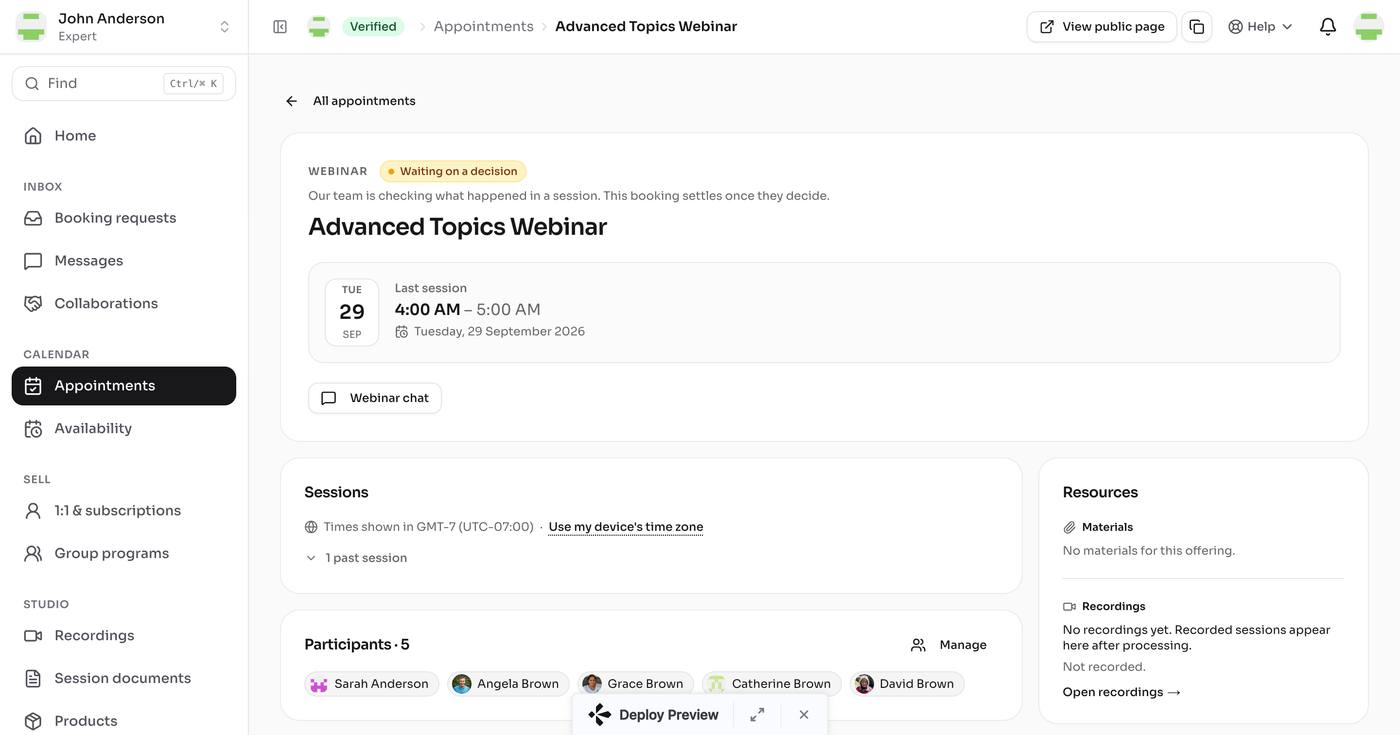 John Anderson
Expert
Find
Ctrl/⌘ K
Home
INBOX
Booking requests
Messages
Collaborations
CALENDAR
Appointments
Availability
SELL
1:1 & subscriptions
Group programs
STUDIO
Recordings
Session documents
Products
Verified
Appointments
Advanced Topics Webinar
View public page
Help
All appointments
WEBINAR
Waiting on a decision
Our team is checking what happened in a session. This booking settles once they decide.
Advanced Topics Webinar
TUE
29
SEP
Last session
4:00 AM – 5:00 AM
Tuesday, 29 September 2026
Webinar chat
Sessions
Times shown in GMT-7 (UTC-07:00) · Use my device's time zone
1 past session
Participants · 5
Manage
Sarah Anderson
Angela Brown
Grace Brown
Catherine Brown
David Brown
Resources
Materials
No materials for this offering.
Recordings
No recordings yet. Recorded sessions appear
here after processing.
Not recorded.
Open recordings →
Deploy Preview